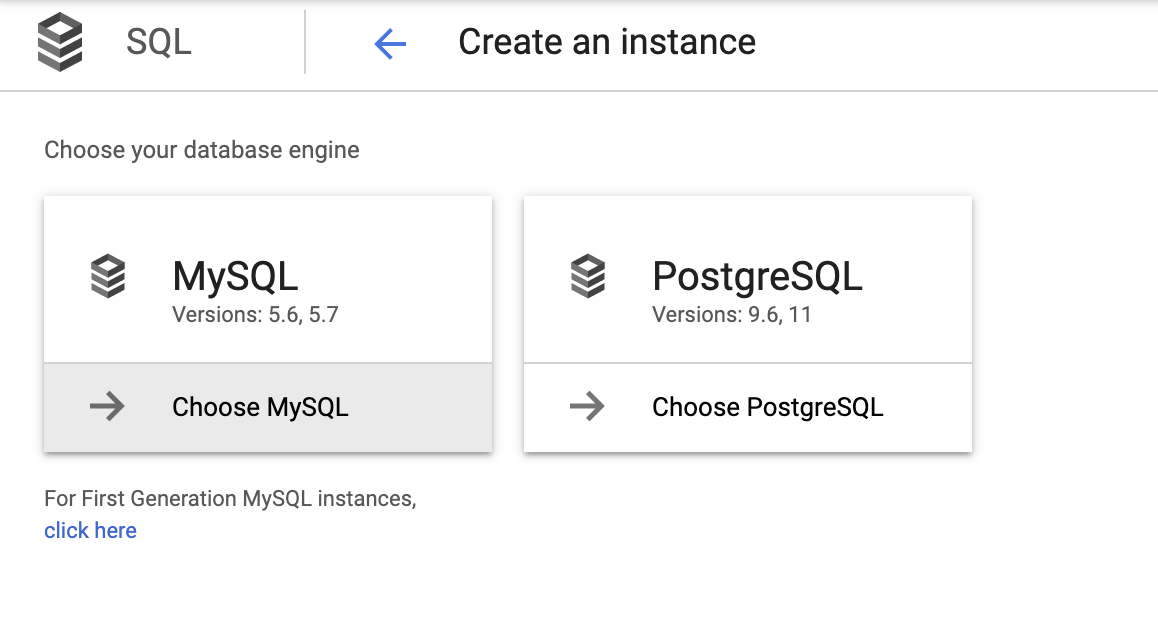 SQL
Create an instance
Choose your database engine
MySQL
Versions: 5.6, 5.7
Choose MySQL
PostgreSQL
Versions: 9.6, 11
Choose PostgreSQL
For First Generation MySQL instances,
click here